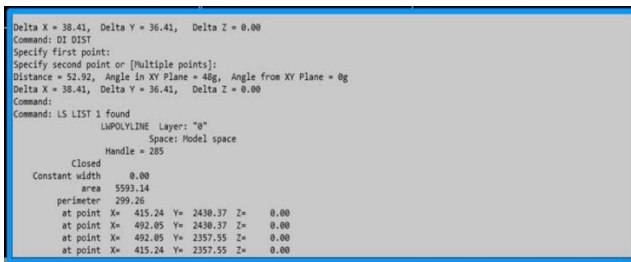 Delta X = 38.41, Delta Y = 36.41, Delta Z = 0.00
Command: DI DIST
Specify first point:
Specify second point or [Multiple points]:
Distance = 52.92, Angle in XY Plane = 48g, Angle from XY Plane = 0g
Delta X = 38.41, Delta Y = 36.41, Delta Z = 0.00
Command:
Command: LS LIST 1 found
LWPOLYLINE Layer: "0"
Space: Model space
Handle = 285
Closed
Constant width 0.00
area 5593.14
perimeter 299.26
at point X= 415.24 Y= 2430.37 Z= 0.00
at point X= 492.05 Y= 2430.37 Z= 0.00
at point X= 492.05 Y= 2357.55 Z= 0.00
at point X= 415.24 Y= 2357.55 Z= 0.00